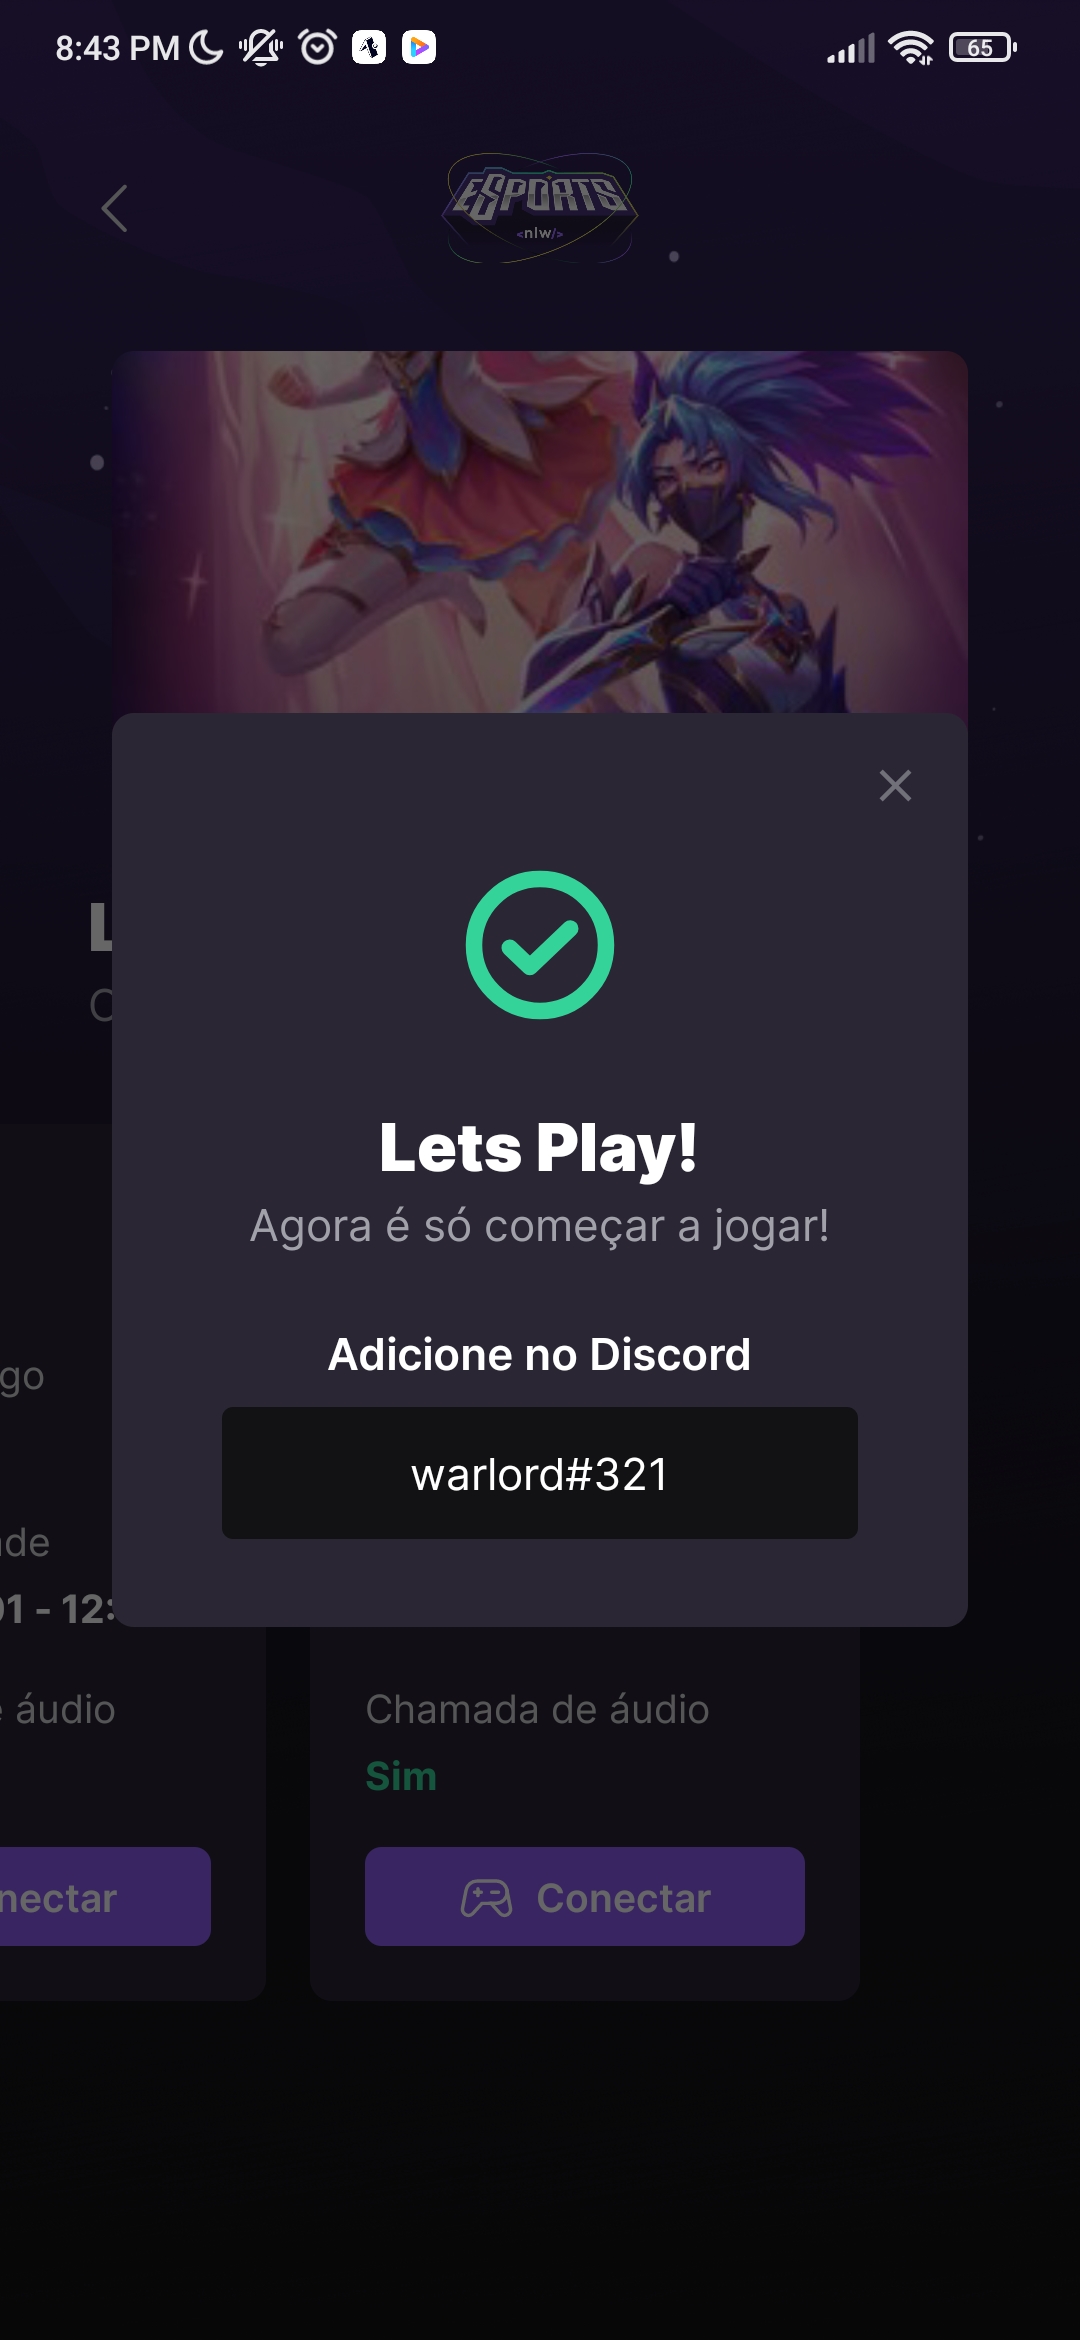 8:43 PM
65
ESPORTS
<nlw/>
L
Lets Play!
Agora é só começar a jogar!
Adicione no Discord
warlord#321
go
de
01 - 12:
áudio
Chamada de áudio
Sim
nectar
Conectar